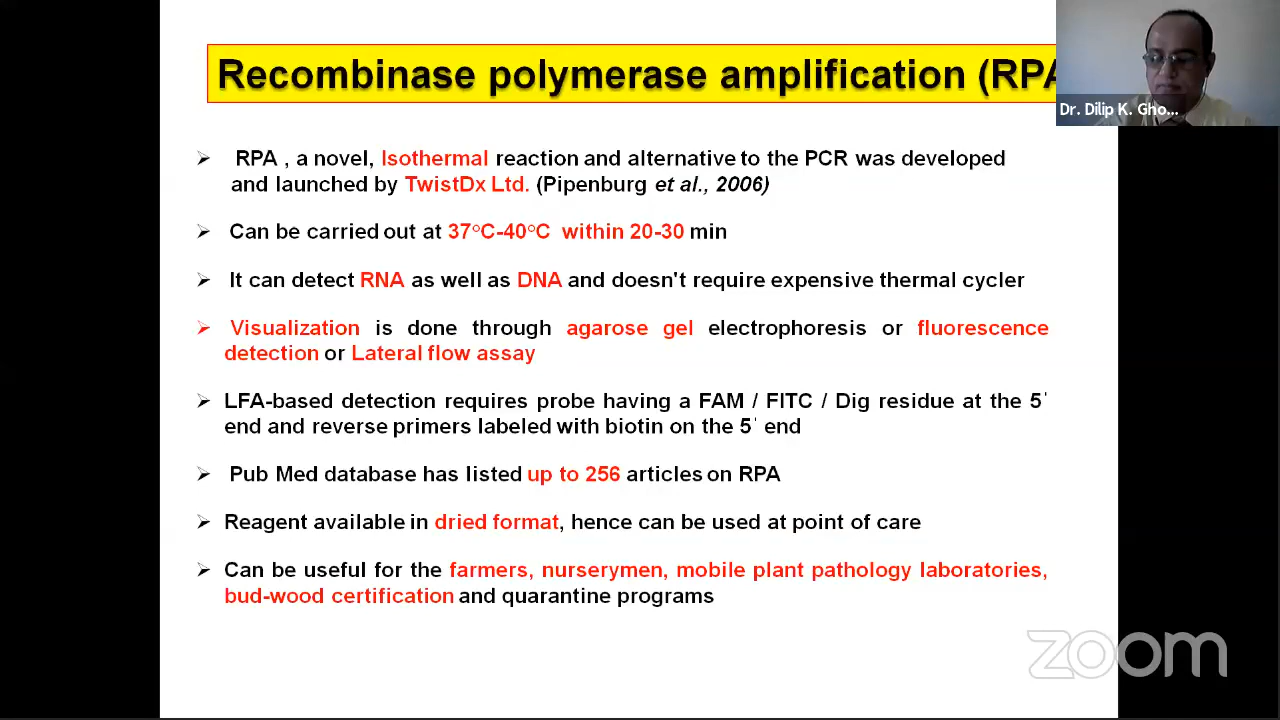 Recombinase polymerase amplification (RPA
Dr. Dilip K. Gho...
➢ RPA , a novel, Isothermal reaction and alternative to the PCR was developed
and launched by TwistDx Ltd. (Pipenburg et al., 2006)
➢ Can be carried out at 37°C-40°C within 20-30 min
➢ It can detect RNA as well as DNA and doesn't require expensive thermal cycler
➢ Visualization is done through agarose gel electrophoresis or fluorescence
detection or Lateral flow assay
➢ LFA-based detection requires probe having a FAM / FITC / Dig residue at the 5'
end and reverse primers labeled with biotin on the 5' end
➢ Pub Med database has listed up to 256 articles on RPA
➢ Reagent available in dried format, hence can be used at point of care
➢ Can be useful for the farmers, nurserymen, mobile plant pathology laboratories,
bud-wood certification and quarantine programs
zoom